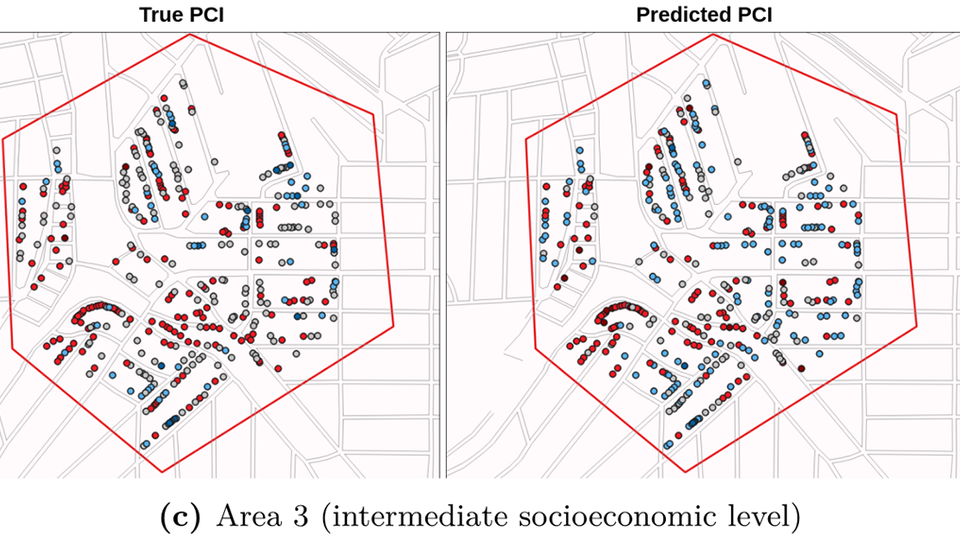 True PCI
Predicted PCI
(c) Area 3 (intermediate socioeconomic level)